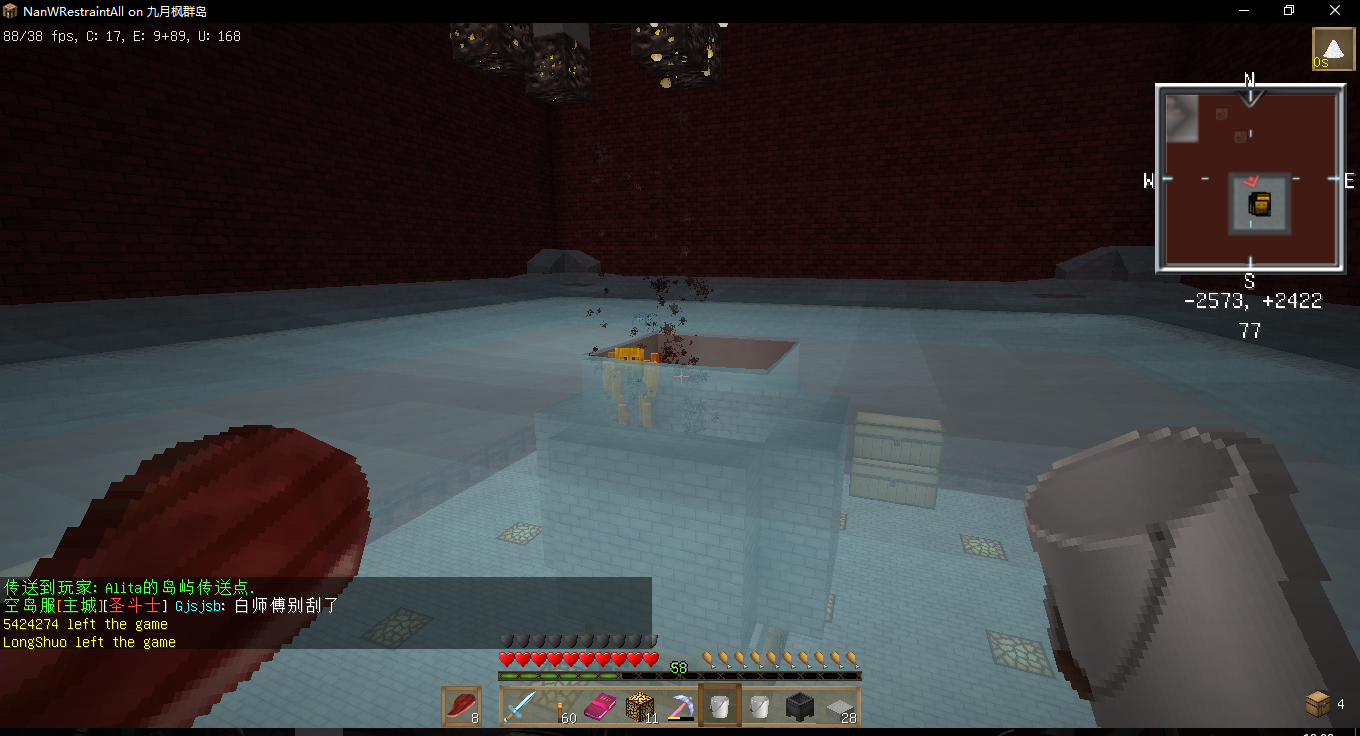 NanWRestraintAll on 九月枫群岛
88/38 fps, C: 17, E: 9+89, U: 168
0s
N
W
E
S
-2573, +2422
77
传送到玩家: Alita的岛屿传送点.
空岛服[主城][圣斗士] Gjsjsb: 白师傅别刮了
5424274 left the game
LongShuo left the game
58
8
60
11
28
4